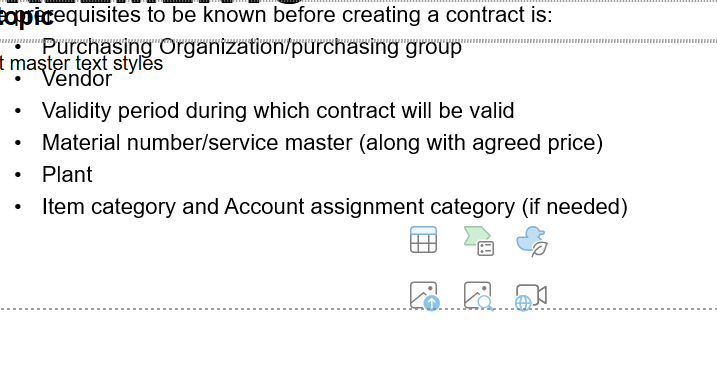 prerequisites to be known before creating a contract is:
topic
• Purchasing Organization/purchasing group
t master text styles
• Vendor
• Validity period during which contract will be valid
• Material number/service master (along with agreed price)
• Plant
• Item category and Account assignment category (if needed)